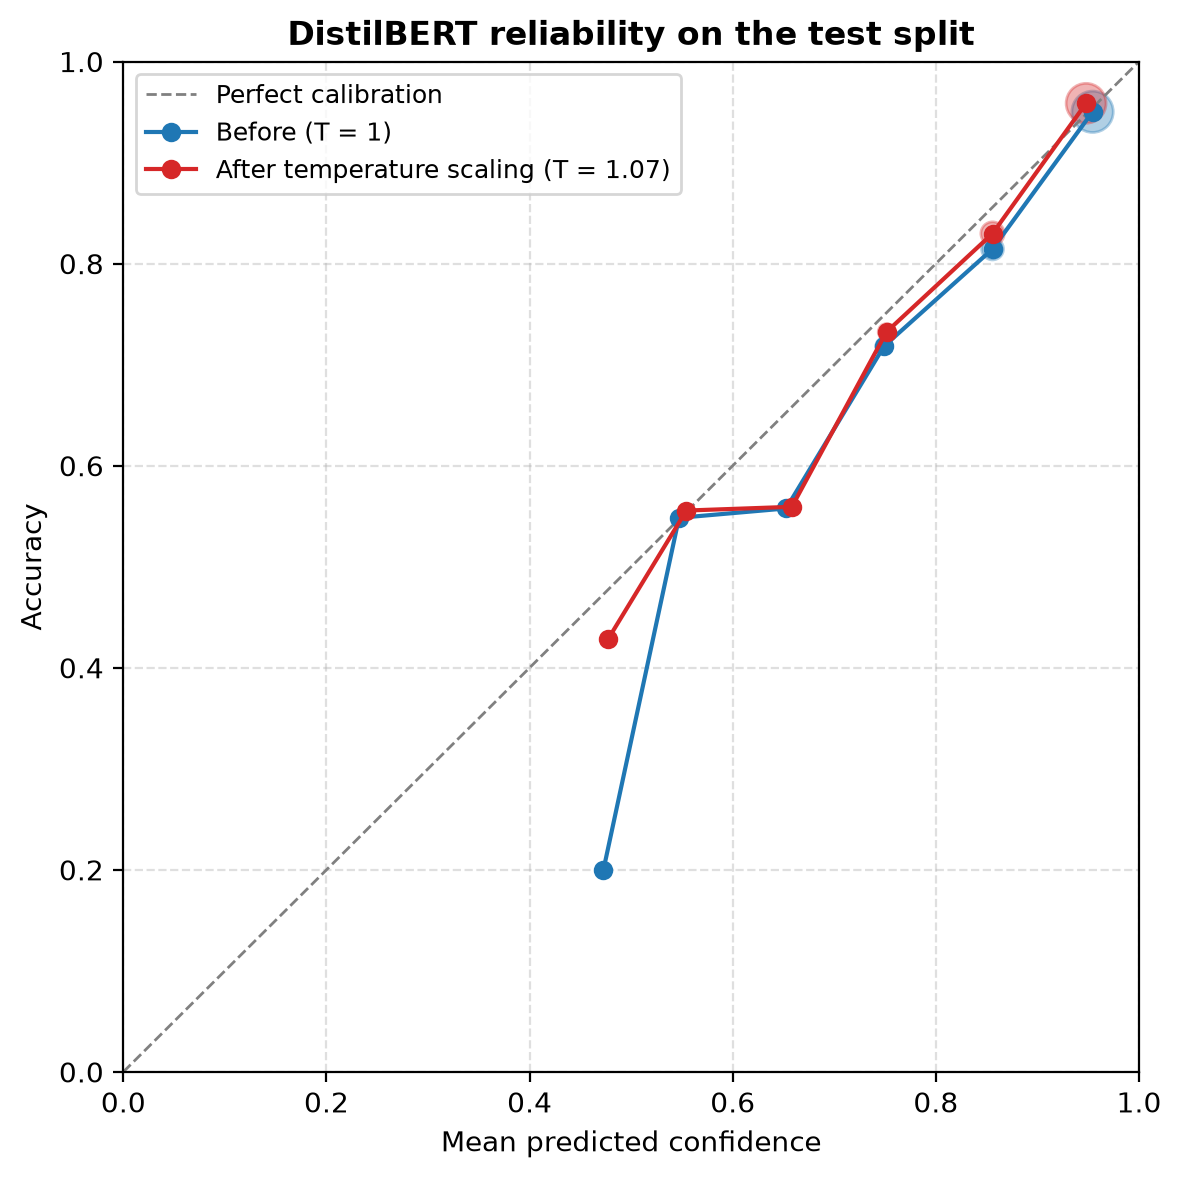 DistilBERT reliability on the test split
Perfect calibration
Before (T = 1)
After temperature scaling (T = 1.07)
1.0
0.8
0.6
0.4
0.2
0.0
Accuracy
0.0 0.2 0.4 0.6 0.8 1.0
Mean predicted confidence